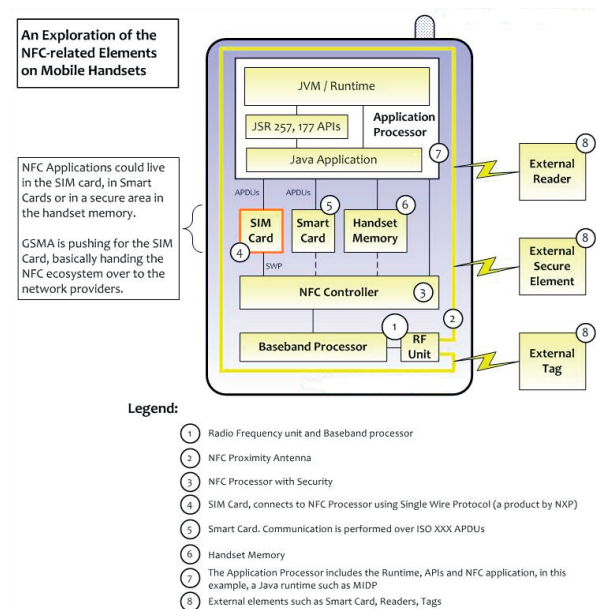 An Exploration of the
NFC-related Elements
on Mobile Handsets
JVM / Runtime
JSR 257, 177 APIs
Application
Processor
Java Application
7
8
External
Reader
NFC Applications could live
in the SIM card, in Smart
Cards or in a secure area in
the handset memory.
GSMA is pushing for the SIM
Card, basically handing the
NFC ecosystem over to the
network providers.
APDUs
APDUs
5
6
SIM
Card
Smart
Card
Handset
Memory
4
SWP
8
External
Secure
Element
NFC Controller
3
1
2
Baseband Processor
RF
Unit
8
External
Tag
Legend:
1 Radio Frequency unit and Baseband processor
2 NFC Proximity Antenna
3 NFC Processor with Security
4 SIM Card, connects to NFC Processor using Single Wire Protocol (a product by NXP)
5 Smart Card. Communication is performed over ISO XXX APDUs
6 Handset Memory
7 The Application Processor includes the Runtime, APIs and NFC application, in this
example, a Java runtime such as MIDP
8 External elements such as Smart Card, Readers, Tags